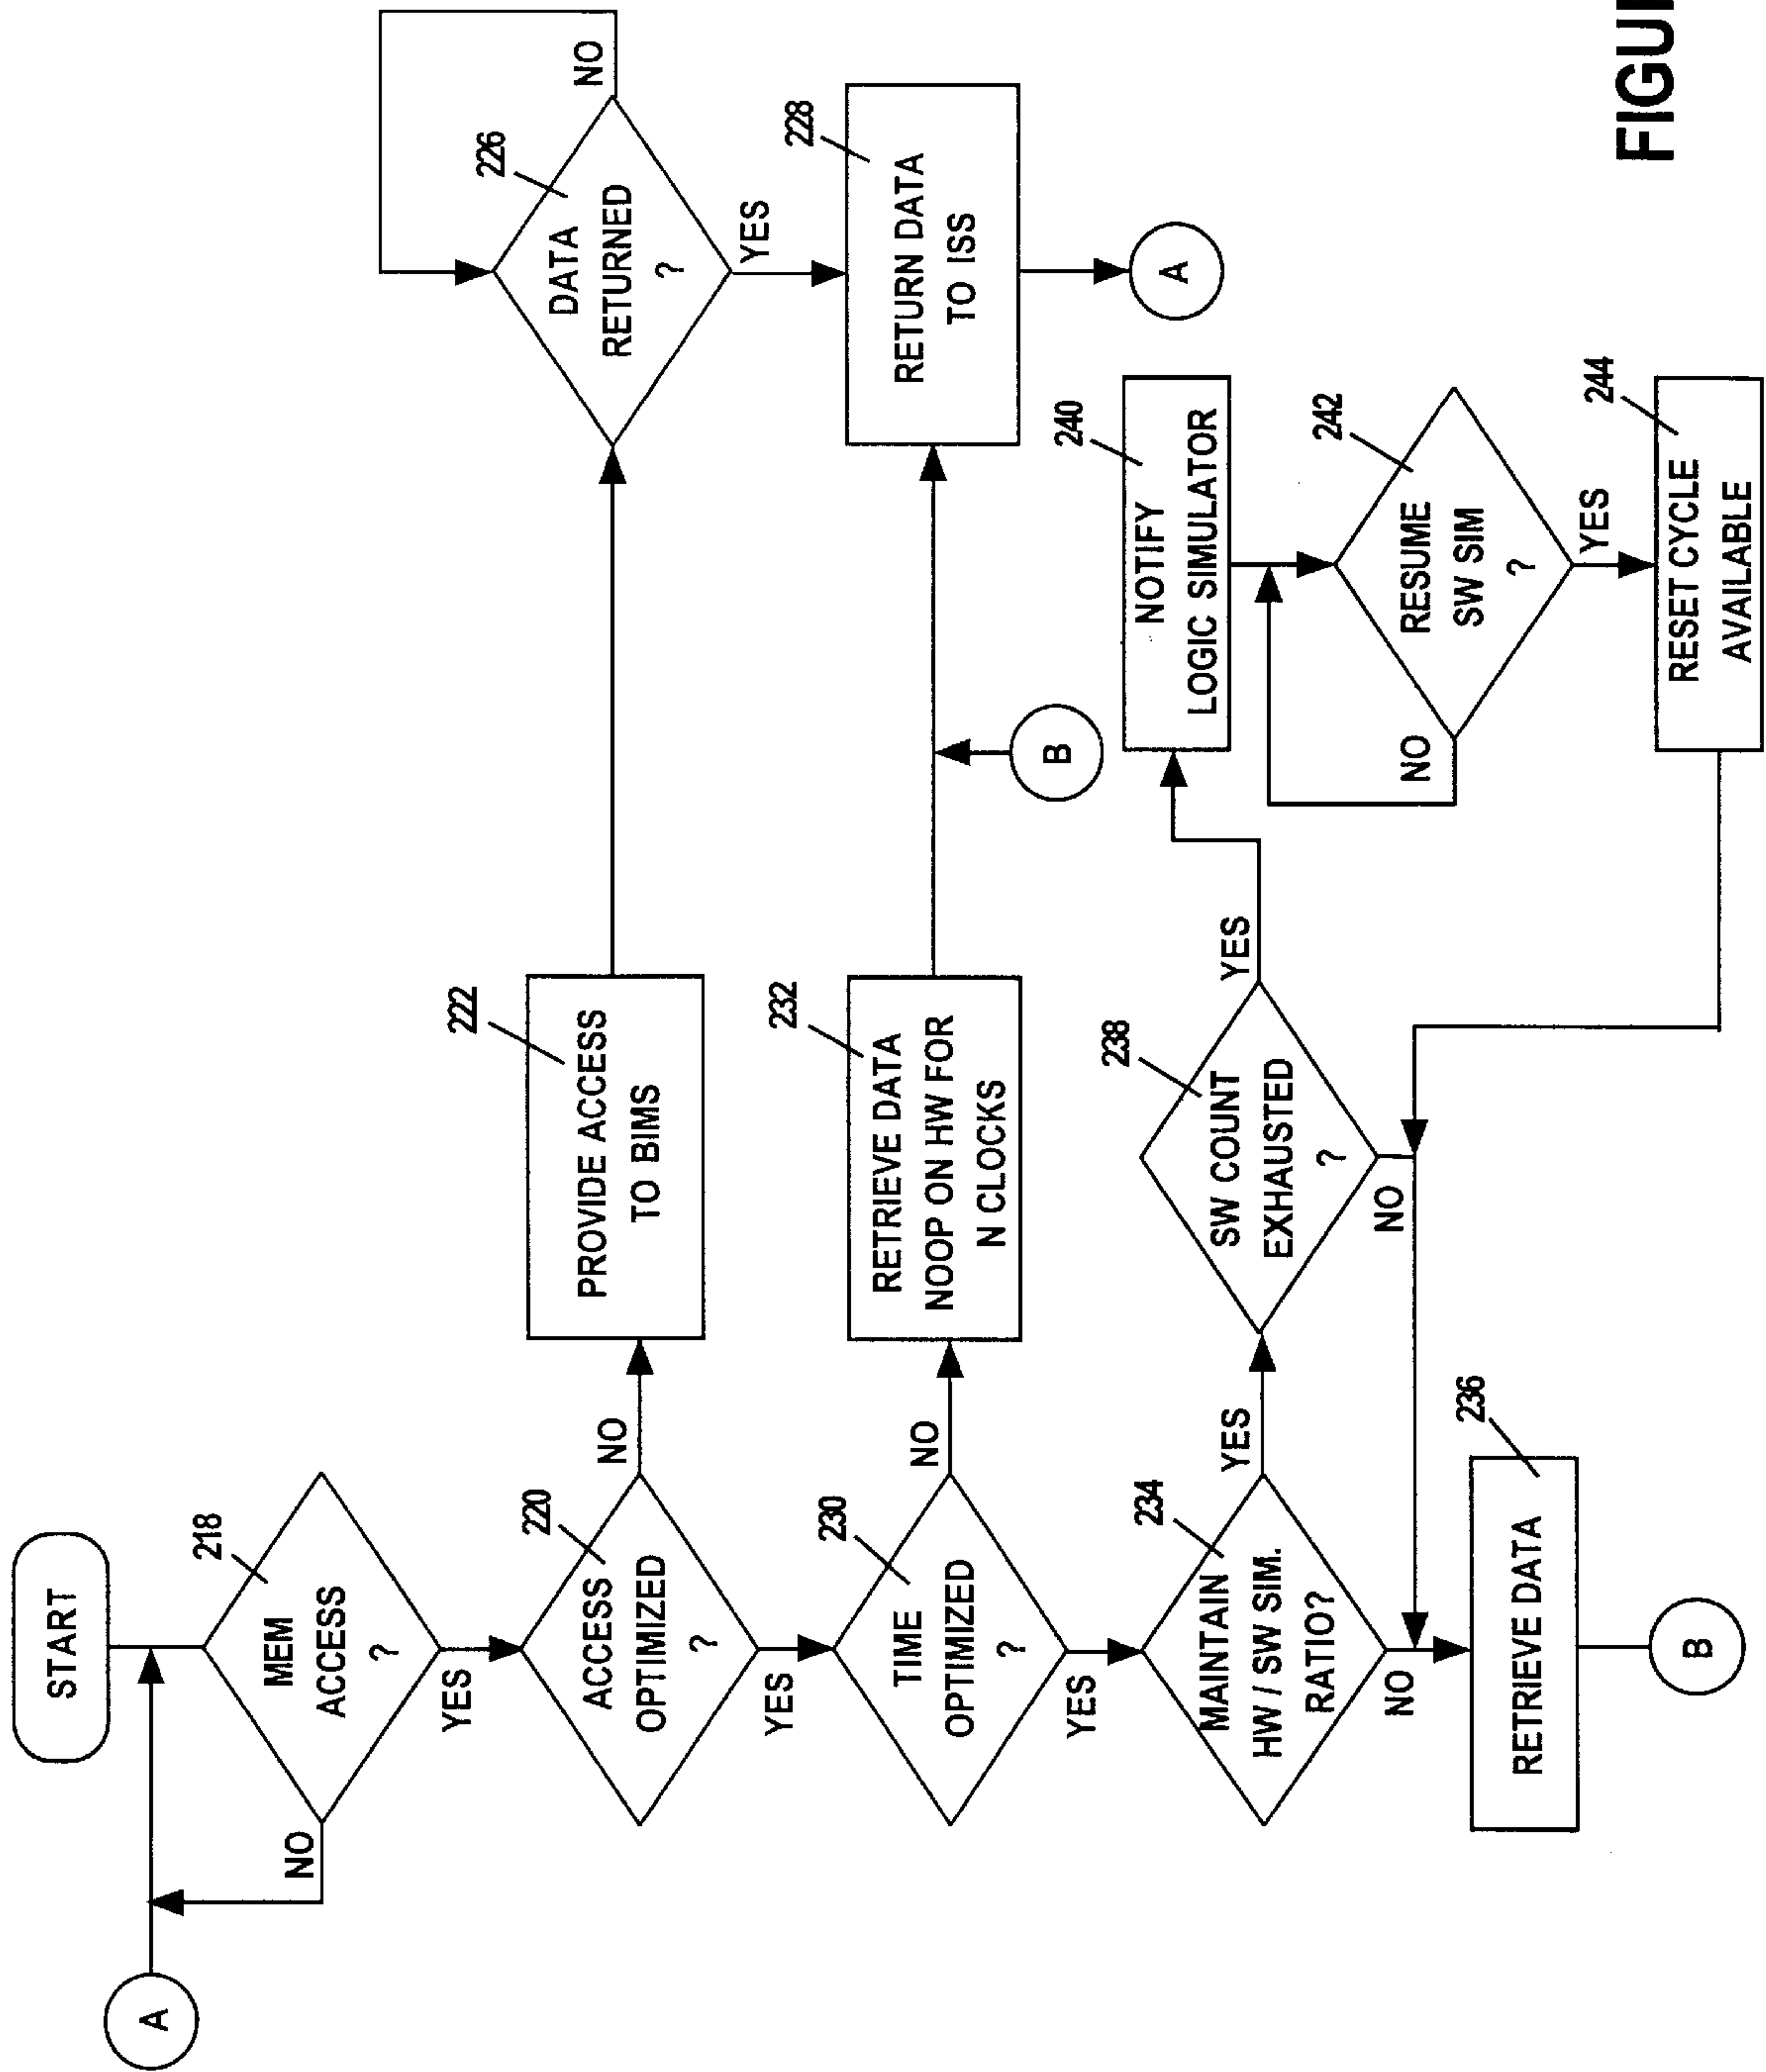 START
A
218
MEM
ACCESS
?
NO
YES
220
ACCESS
OPTIMIZED
?
NO
YES
222
PROVIDE ACCESS
TO BIMS
226
DATA
RETURNED
?
NO
YES
228
RETURN DATA
TO ISS
A
230
TIME
OPTIMIZED
?
NO
YES
232
RETRIEVE DATA
NOOP ON HW FOR
N CLOCKS
B
234
MAINTAIN
HW / SW SIM.
RATIO?
YES
NO
238
SW COUNT
EXHAUSTED
?
YES
NO
240
NOTIFY
LOGIC SIMULATOR
242
RESUME
SW SIM
?
NO
YES
244
RESET CYCLE
AVAILABLE
236
RETRIEVE DATA
B